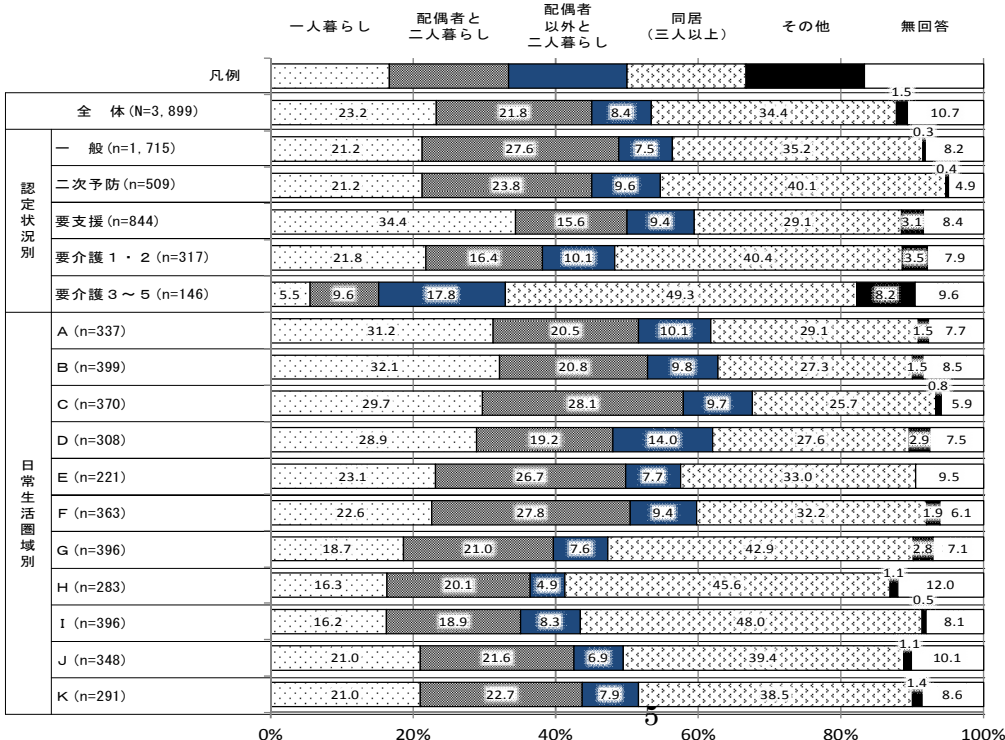 一人暮らし 配偶者と二人暮らし 配偶者以外と二人暮らし 同居(三人以上) その他 無回答
凡例
全 体 (N=3,899) 23.2 21.8 8.4 34.4 1.5 10.7
認定状況別
一 般 (n=1,715) 21.2 27.6 7.5 35.2 0.3 8.2
二次予防 (n=509) 21.2 23.8 9.6 40.1 0.4 4.9
要支援 (n=844) 34.4 15.6 9.4 29.1 3.1 8.4
要介護1・2 (n=317) 21.8 16.4 10.1 40.4 3.5 7.9
要介護3~5 (n=146) 5.5 9.6 17.8 49.3 8.2 9.6
日常生活圏域別
A (n=337) 31.2 20.5 10.1 29.1 1.5 7.7
B (n=399) 32.1 20.8 9.8 27.3 1.5 8.5
C (n=370) 29.7 28.1 9.7 25.7 0.8 5.9
D (n=308) 28.9 19.2 14.0 27.6 2.9 7.5
E (n=221) 23.1 26.7 7.7 33.0 9.5
F (n=363) 22.6 27.8 9.4 32.2 1.9 6.1
G (n=396) 18.7 21.0 7.6 42.9 2.8 7.1
H (n=283) 16.3 20.1 4.9 45.6 1.1 12.0
I (n=396) 16.2 18.9 8.3 48.0 0.5 8.1
J (n=348) 21.0 21.6 6.9 39.4 1.1 10.1
K (n=291) 21.0 22.7 7.9 38.5 1.4 8.6
5
0% 20% 40% 60% 80% 100%